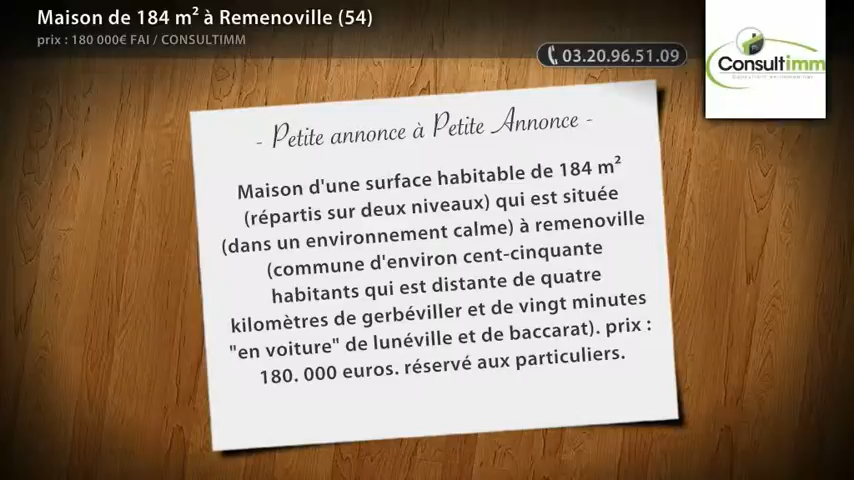 Maison de 184 m² à Remenoville (54)
prix : 180 000€ FAI / CONSULTIMM
03.20.96.51.09
Consultimm
- Petite annonce à Petite Annonce -
Maison d'une surface habitable de 184 m²
(répartis sur deux niveaux) qui est située
(dans un environnement calme) à remenoville
(commune d'environ cent-cinquante
habitants qui est distante de quatre
kilomètres de gerbéviller et de vingt minutes
"en voiture" de lunéville et de baccarat). prix :
180. 000 euros. réservé aux particuliers.